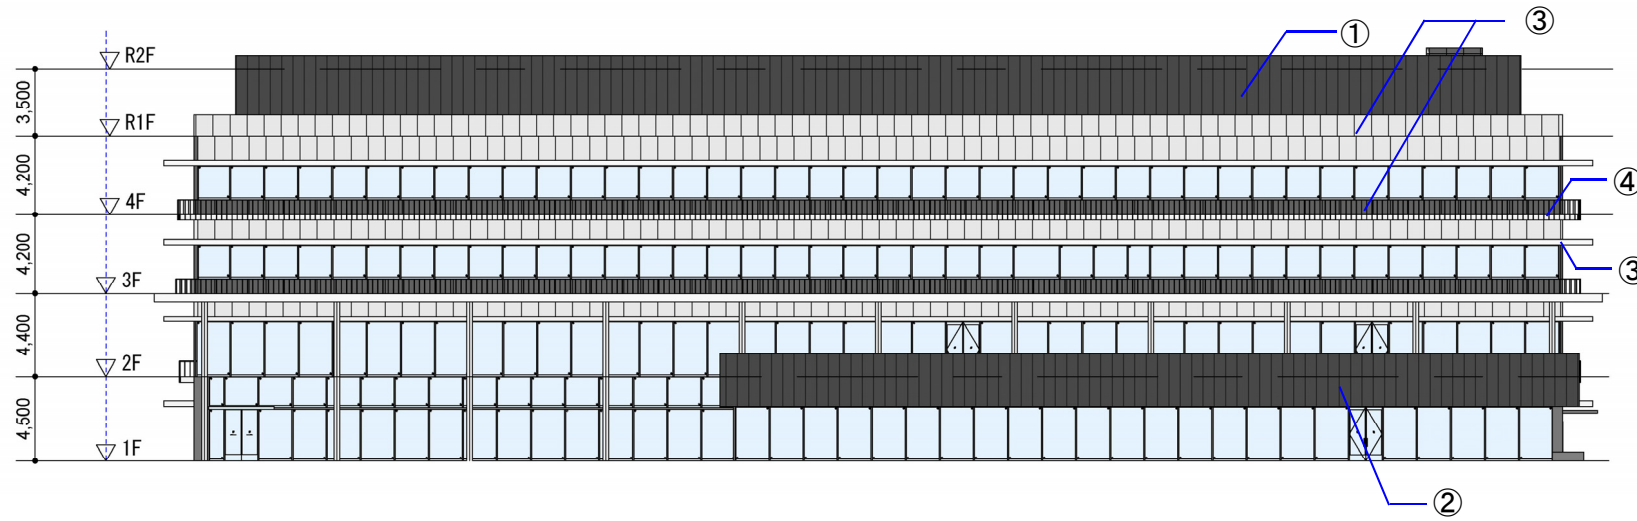 ③
①
R2F
3,500
R1F
4,200
④
4F
4,200
③
3F
4,400
2F
4,500
1F
②